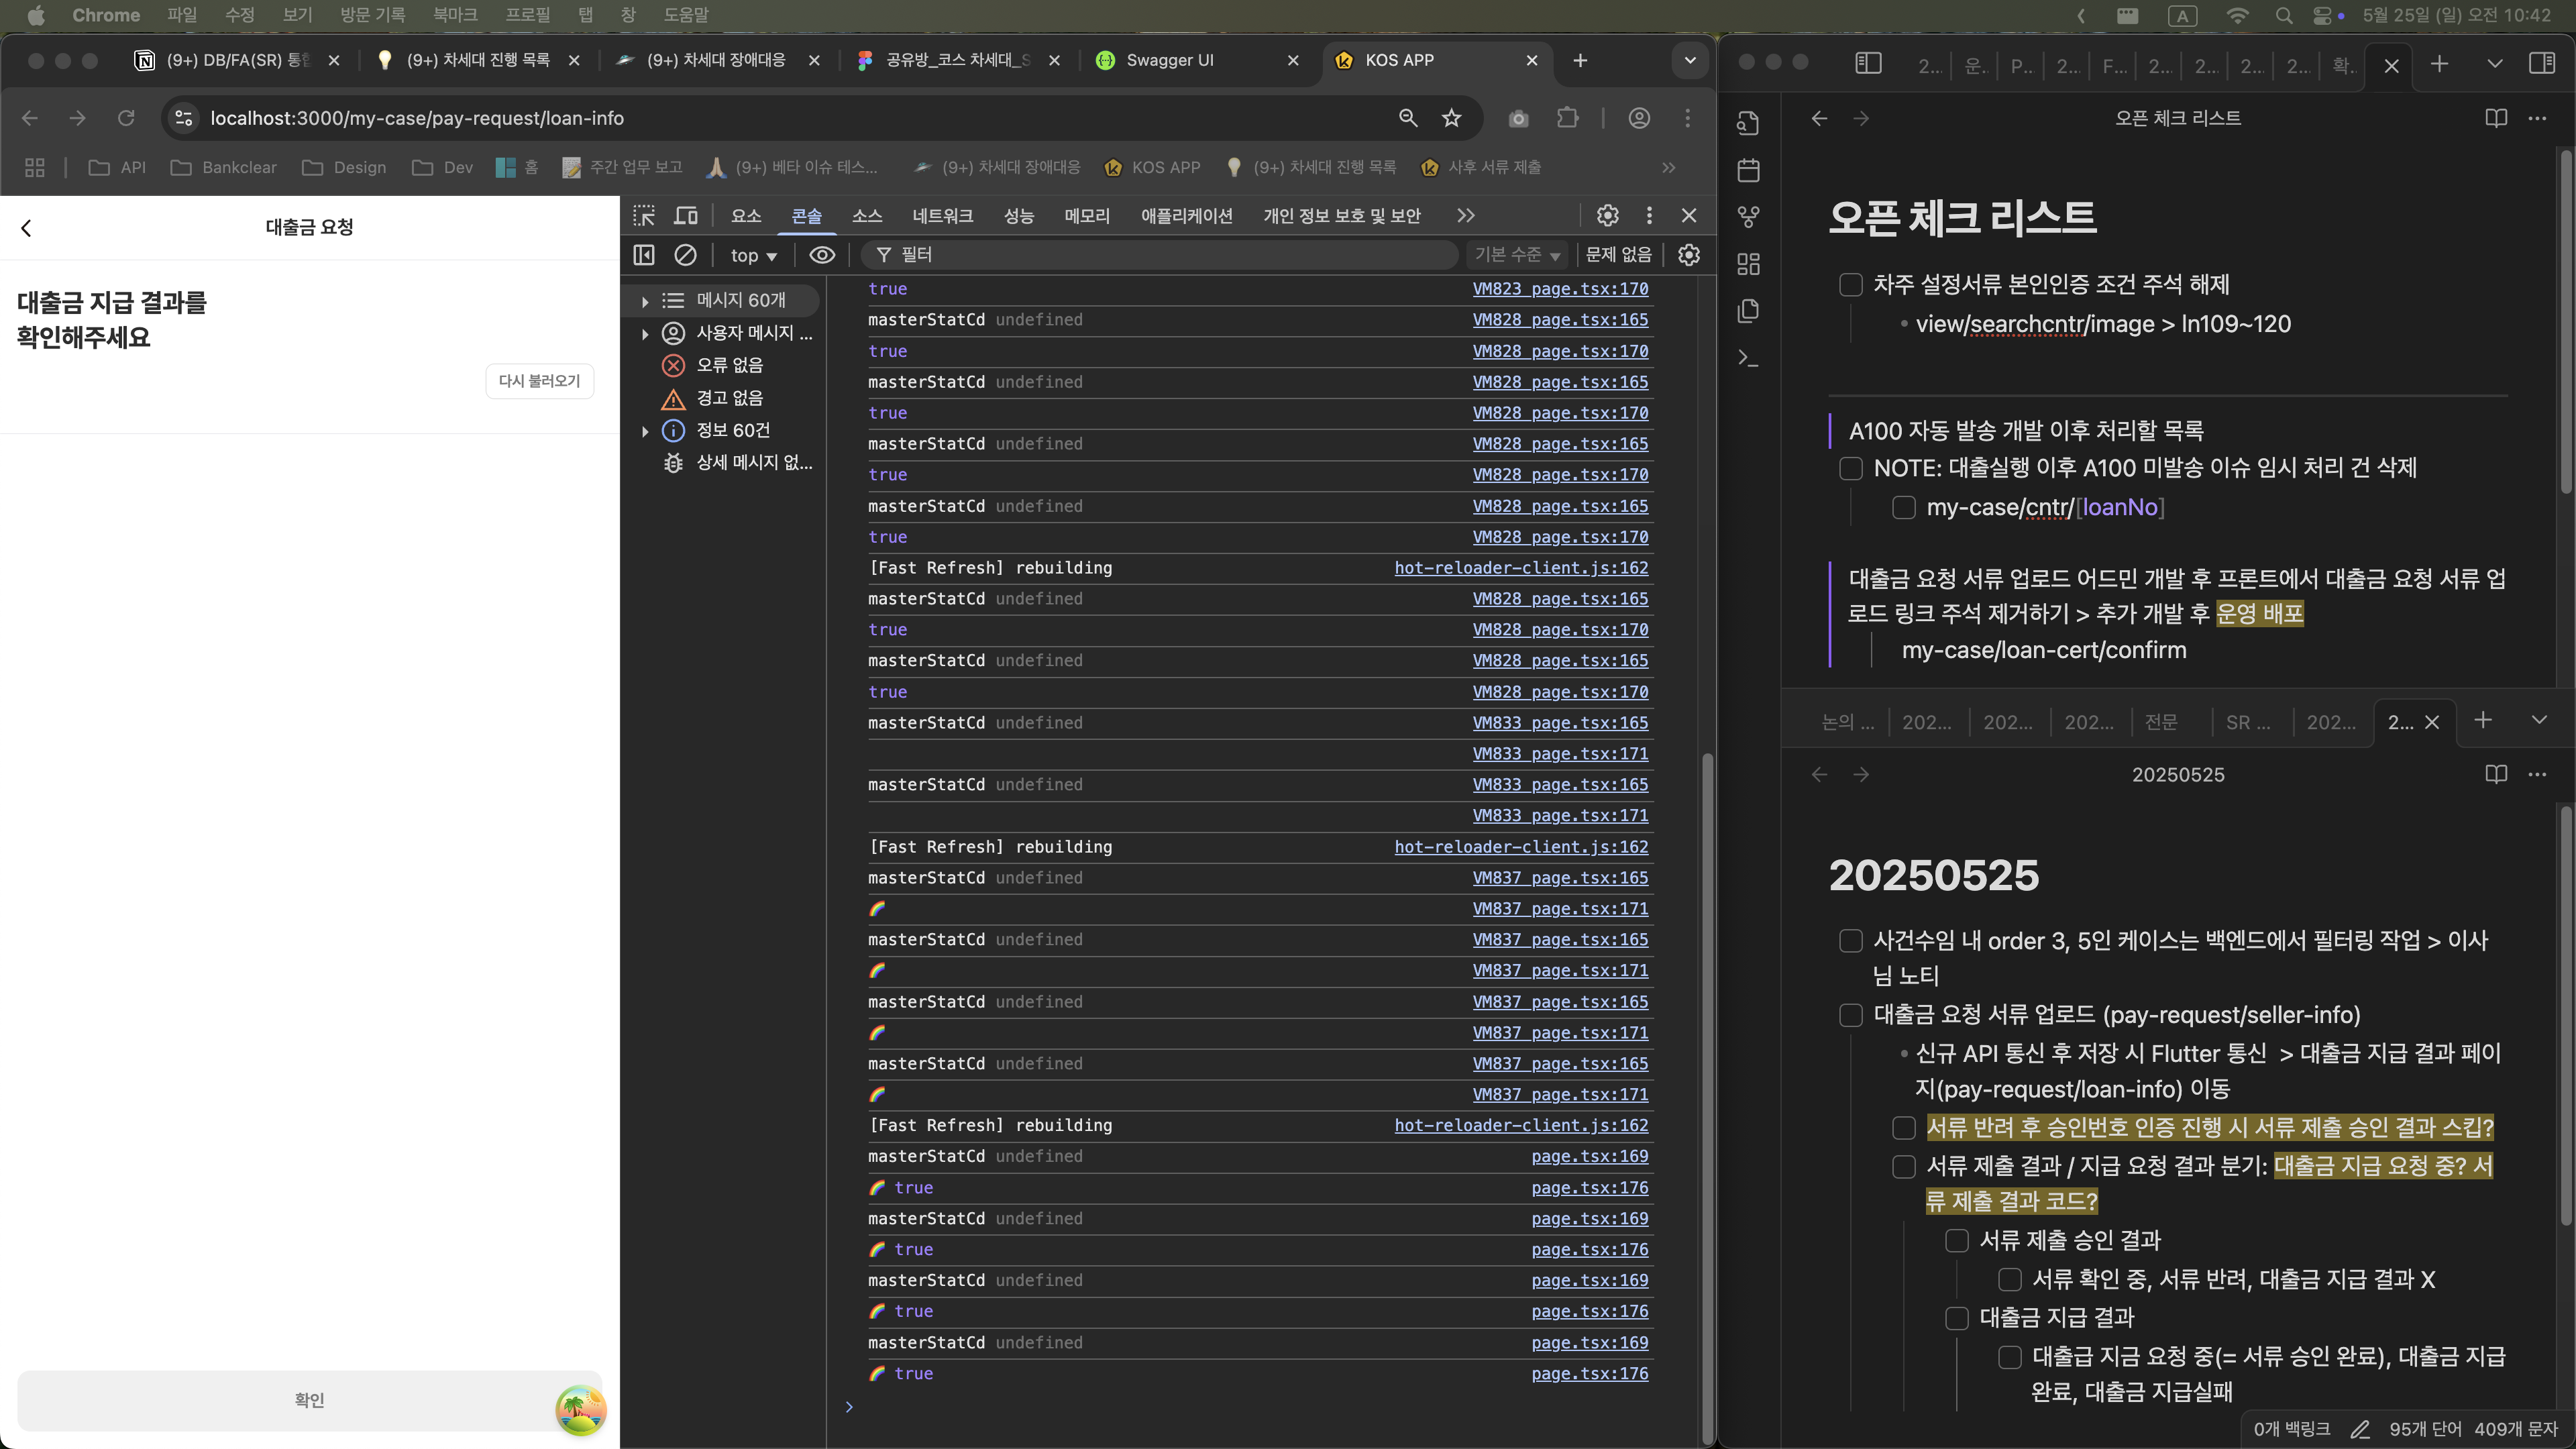 Chrome 파일 수정 보기 방문 기록 북마크 프로필 탭 창 도움말
A 5월 25일 (일) 오전 10:42
(9+) DB/FA(SR) 통합
(9+) 차세대 진행 목록
(9+) 차세대 장애대응
공유방_코스 차세대_S
Swagger UI
KOS APP
localhost:3000/my-case/pay-request/loan-info
API Bankclear Design Dev 홈 주간 업무 보고 (9+) 베타 이슈 테스... (9+) 차세대 장애대응 KOS APP (9+) 차세대 진행 목록 사후 서류 제출
대출금 요청
대출금 지급 결과를
확인해주세요
다시 불러오기
확인
요소 콘솔 소스 네트워크 성능 메모리 애플리케이션 개인 정보 보호 및 보안
top 필터 기본 수준 문제 없음
메시지 60개
사용자 메시지 ...
오류 없음
경고 없음
정보 60건
상세 메시지 없...
true VM823 page.tsx:170
masterStatCd undefined VM828 page.tsx:165
true VM828 page.tsx:170
masterStatCd undefined VM828 page.tsx:165
true VM828 page.tsx:170
masterStatCd undefined VM828 page.tsx:165
true VM828 page.tsx:170
masterStatCd undefined VM828 page.tsx:165
true VM828 page.tsx:170
[Fast Refresh] rebuilding hot-reloader-client.js:162
masterStatCd undefined VM828 page.tsx:165
true VM828 page.tsx:170
masterStatCd undefined VM828 page.tsx:165
true VM828 page.tsx:170
masterStatCd undefined VM833 page.tsx:165
VM833 page.tsx:171
masterStatCd undefined VM833 page.tsx:165
VM833 page.tsx:171
[Fast Refresh] rebuilding hot-reloader-client.js:162
masterStatCd undefined VM837 page.tsx:165
🌈 VM837 page.tsx:171
masterStatCd undefined VM837 page.tsx:165
🌈 VM837 page.tsx:171
masterStatCd undefined VM837 page.tsx:165
🌈 VM837 page.tsx:171
masterStatCd undefined VM837 page.tsx:165
🌈 VM837 page.tsx:171
[Fast Refresh] rebuilding hot-reloader-client.js:162
masterStatCd undefined page.tsx:169
🌈 true page.tsx:176
masterStatCd undefined page.tsx:169
🌈 true page.tsx:176
masterStatCd undefined page.tsx:169
🌈 true page.tsx:176
masterStatCd undefined page.tsx:169
🌈 true page.tsx:176
2... 운. P... 2... F... 2... 2... 2... 2... 확.
오픈 체크 리스트
오픈 체크 리스트
차주 설정서류 본인인증 조건 주석 해제
• view/searchcntr/image > ln109~120
A100 자동 발송 개발 이후 처리할 목록
NOTE: 대출실행 이후 A100 미발송 이슈 임시 처리 건 삭제
my-case/cntr/[loanNo]
대출금 요청 서류 업로드 어드민 개발 후 프론트에서 대출금 요청 서류 업
로드 링크 주석 제거하기 > 추가 개발 후 운영 배포
my-case/loan-cert/confirm
논의 ... 202... 202... 202... 전문 SR ... 202... 2...
20250525
20250525
사건수임 내 order 3, 5인 케이스는 백엔드에서 필터링 작업 > 이사
님 노티
대출금 요청 서류 업로드 (pay-request/seller-info)
• 신규 API 통신 후 저장 시 Flutter 통신 > 대출금 지급 결과 페이
지(pay-request/loan-info) 이동
서류 반려 후 승인번호 인증 진행 시 서류 제출 승인 결과 스킵?
서류 제출 결과 / 지급 요청 결과 분기: 대출금 지급 요청 중? 서
류 제출 결과 코드?
서류 제출 승인 결과
서류 확인 중, 서류 반려, 대출금 지급 결과 X
대출금 지급 결과
대출급 지금 요청 중(= 서류 승인 완료), 대출금 지급
완료, 대출금 지급실패
0개 백링크 95개 단어 409개 문자